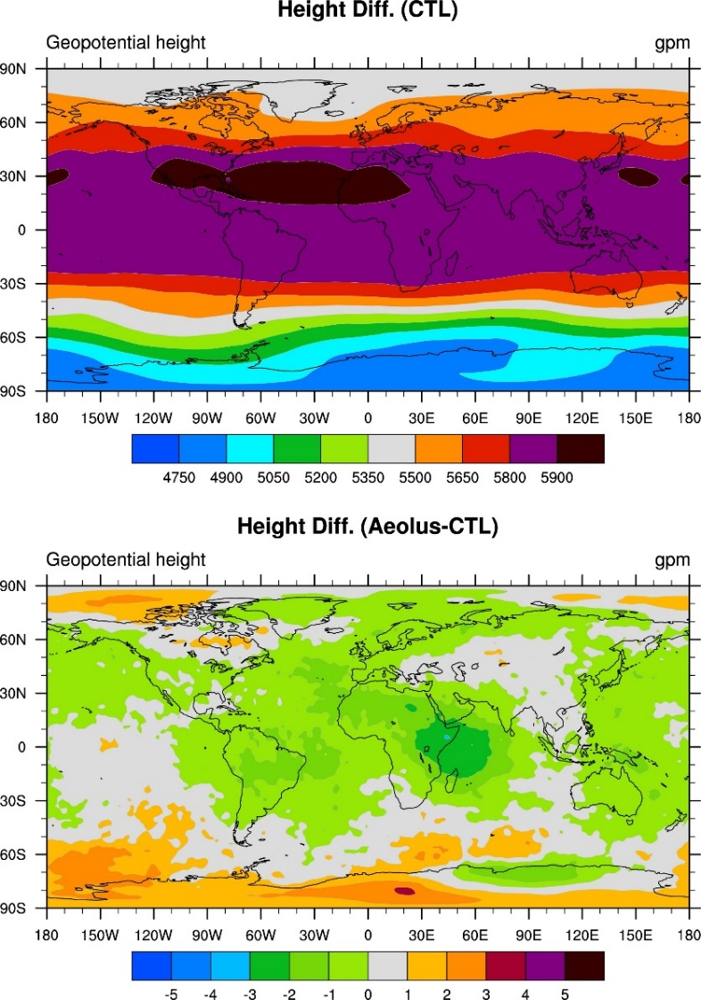 Height Diff. (CTL)
Geopotential height gpm
90N
60N
30N
0
30S
60S
90S
180 150W 120W 90W 60W 30W 0 30E 60E 90E 120E 150E 180
4750 4900 5050 5200 5350 5500 5650 5800 5900
Height Diff. (Aeolus-CTL)
Geopotential height gpm
90N
60N
30N
0
30S
60S
90S
180 150W 120W 90W 60W 30W 0 30E 60E 90E 120E 150E 180
-5 -4 -3 -2 -1 0 1 2 3 4 5